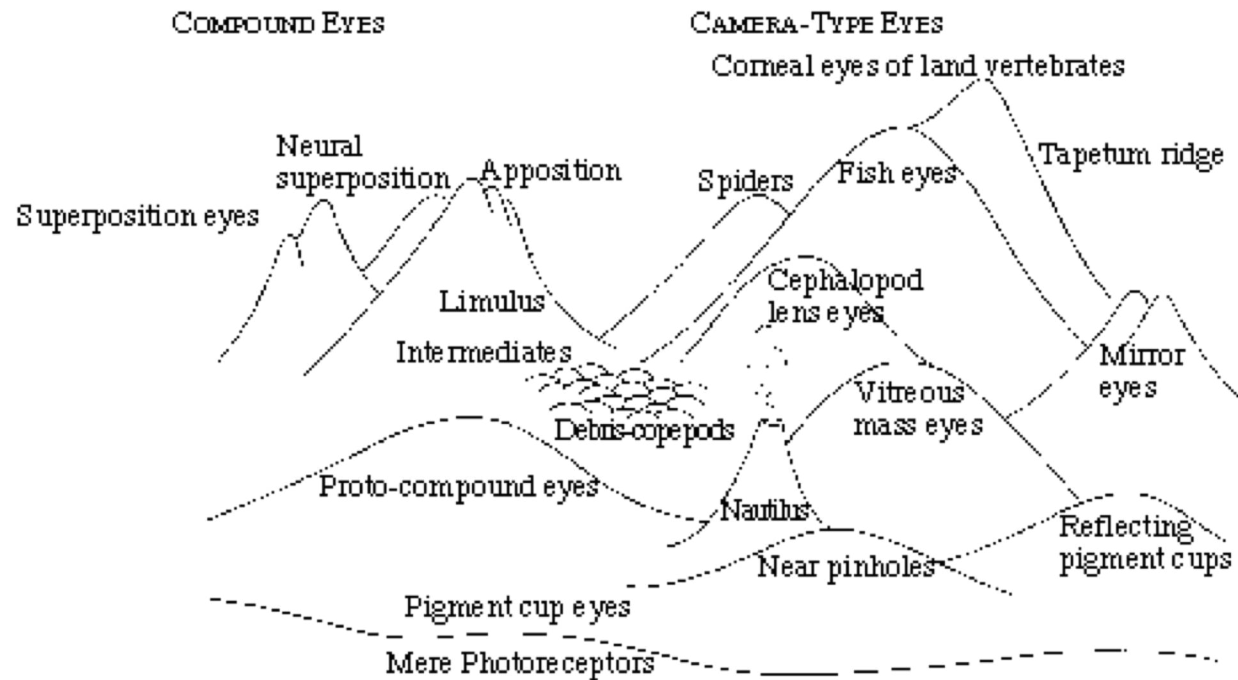 COMPOUND EYES
CAMERA-TYPE EYES
Corneal eyes of land vertebrates
Neural
superposition
Apposition
Spiders
Fish eyes
Tapetum ridge
Superposition eyes
Cephalopod
lens eyes
Limulus
Intermediates
Mirror
eyes
Vitreous
mass eyes
Debris-copepods
Proto-compound eyes
Nautilus
Reflecting
pigment cups
Near pinholes
Pigment cup eyes
Mere Photoreceptors